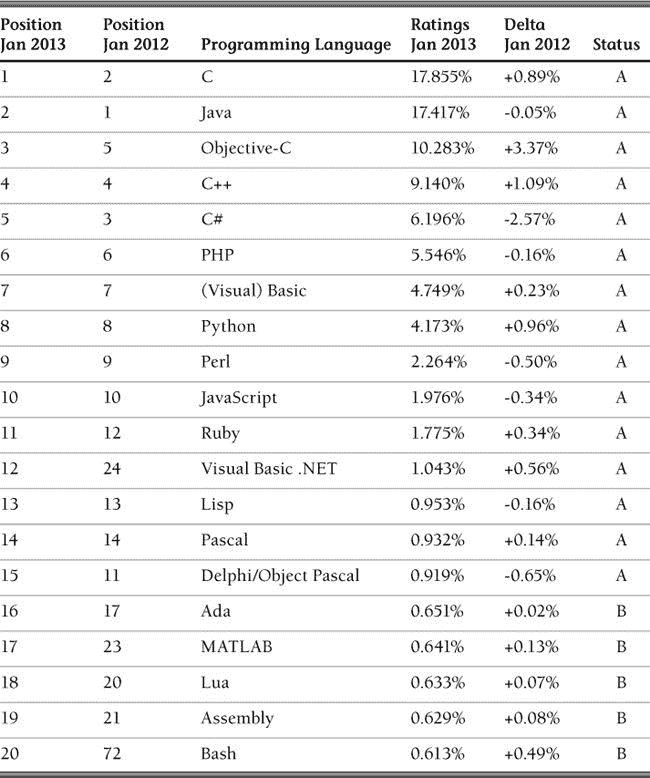 Position Jan 2013 Position Jan 2012 Programming Language Ratings Jan 2013 Delta Jan 2012 Status
1 2 C 17.855% +0.89% A
2 1 Java 17.417% -0.05% A
3 5 Objective-C 10.283% +3.37% A
4 4 C++ 9.140% +1.09% A
5 3 C# 6.196% -2.57% A
6 6 PHP 5.546% -0.16% A
7 7 (Visual) Basic 4.749% +0.23% A
8 8 Python 4.173% +0.96% A
9 9 Perl 2.264% -0.50% A
10 10 JavaScript 1.976% -0.34% A
11 12 Ruby 1.775% +0.34% A
12 24 Visual Basic .NET 1.043% +0.56% A
13 13 Lisp 0.953% -0.16% A
14 14 Pascal 0.932% +0.14% A
15 11 Delphi/Object Pascal 0.919% -0.65% A
16 17 Ada 0.651% +0.02% B
17 23 MATLAB 0.641% +0.13% B
18 20 Lua 0.633% +0.07% B
19 21 Assembly 0.629% +0.08% B
20 72 Bash 0.613% +0.49% B